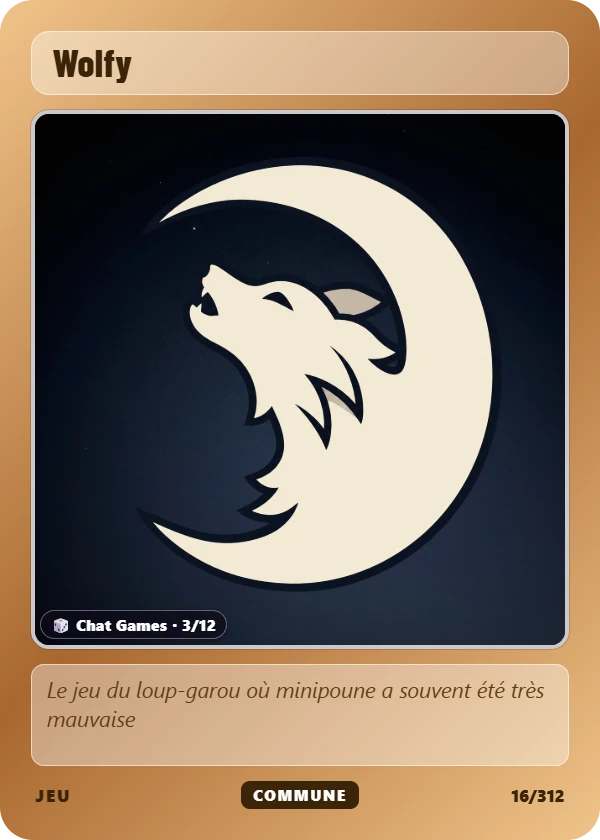 Wolfy
Chat Games · 3/12
Le jeu du loup-garou où minipoune a souvent été très
mauvaise
JEU
COMMUNE
16/312